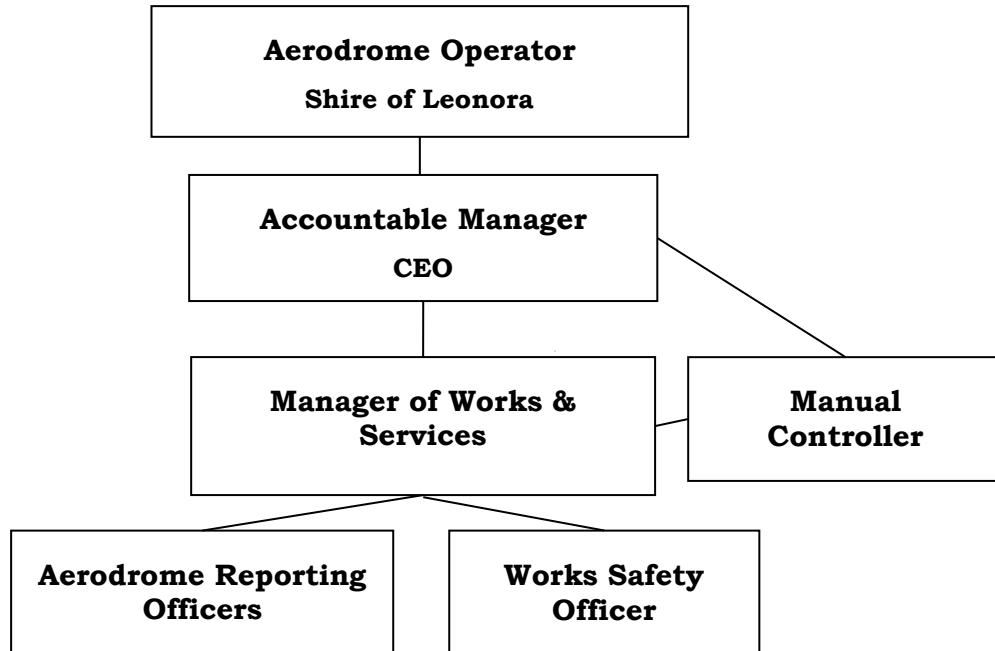 Aerodrome Operator
Shire of Leonora
Accountable Manager
CEO
Manager of Works &
Services
Manual
Controller
Aerodrome Reporting
Officers
Works Safety
Officer